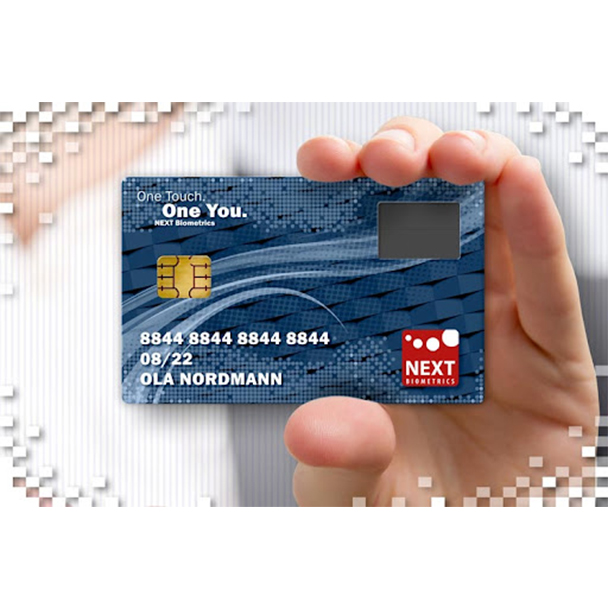 One Touch.
One You.
NEXT Biometrics
8844 8844 8844 8844
08/22
OLA NORDMANN
NEXT
BIOMETRICS